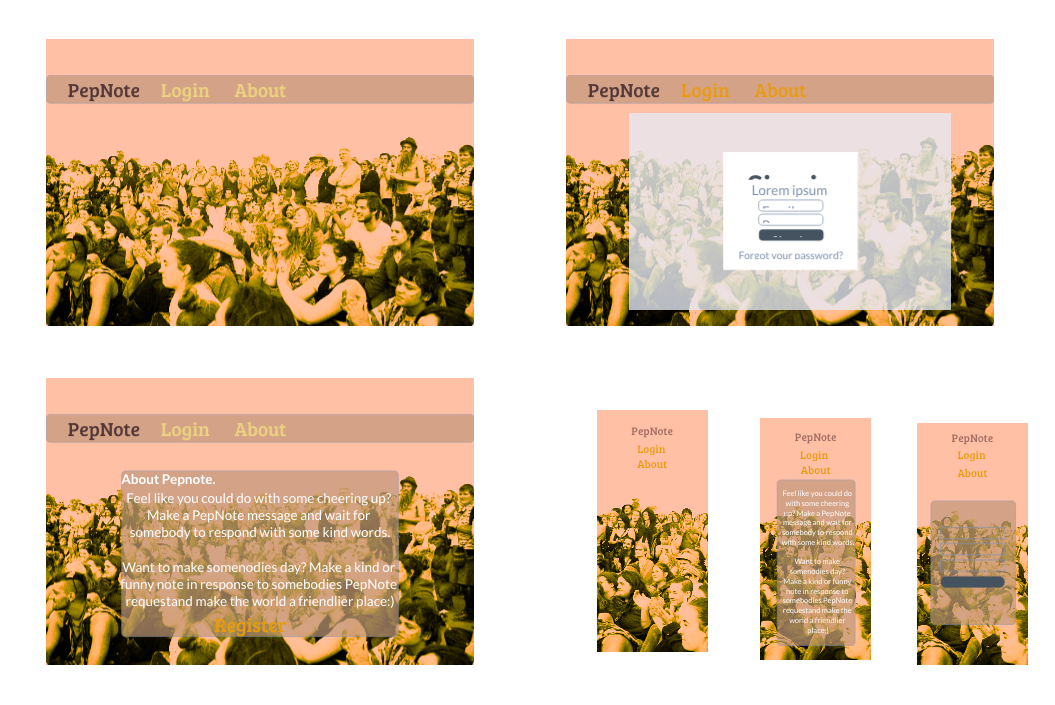 PepNote Login About
PepNote Login About
Lorem ipsum
Forgot your password?
PepNote Login About
About Pepnote.
Feel like you could do with some cheering up?
Make a PepNote message and wait for
somebody to respond with some kind words.
Want to make somenodies day? Make a kind or
funny note in response to somebodies PepNote
requestand make the world a friendlier place:)
Register
PepNote
Login
About
PepNote
Login
About
Feel like you could do
with some cheering
up? Make a PepNote
message and wait for
somebody to respond
with some kind words.
Want to make
somenodies day?
Make a kind or funny
note in response to
somebodies PepNote
requestand make the
world a friendlier
place:)
PepNote
Login
About